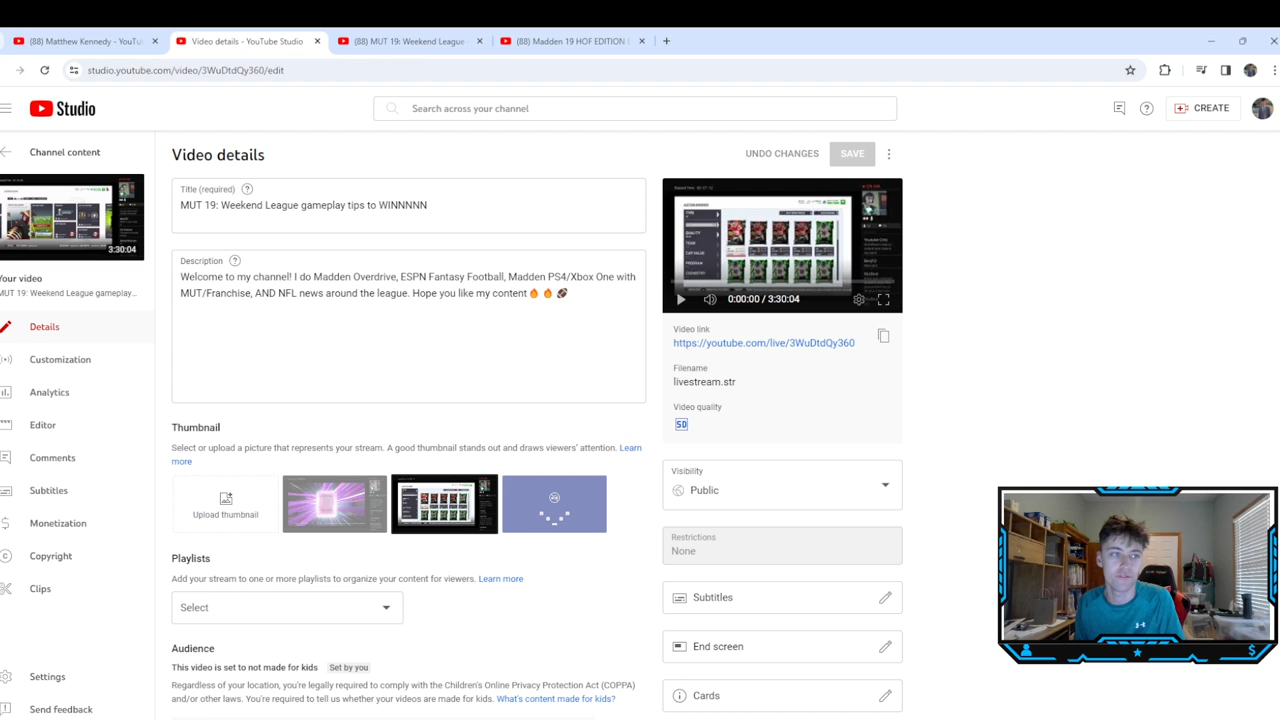 (88) Matthew Kennedy - YouTu
Video details - YouTube Studio
(88) MUT 19: Weekend League
(88) Madden 19 HOF EDITION
studio.youtube.com/video/3WuDtdQy360/edit
Studio
Search across your channel
CREATE
Channel content
Video details
UNDO CHANGES
SAVE
3:30:04
Your video
MUT 19: Weekend League gameplay...
Details
Customization
Analytics
Editor
Comments
Subtitles
Monetization
Copyright
Clips
Settings
Send feedback
Title (required)
MUT 19: Weekend League gameplay tips to WINNNNN
Description
Welcome to my channel! I do Madden Overdrive, ESPN Fantasy Football, Madden PS4/Xbox One with
MUT/Franchise, AND NFL news around the league. Hope you like my content🔥 🔥 🏈
Thumbnail
Select or upload a picture that represents your stream. A good thumbnail stands out and draws viewers' attention. Learn
more
Upload thumbnail
Playlists
Add your stream to one or more playlists to organize your content for viewers. Learn more
Select
Audience
This video is set to not made for kids Set by you
Regardless of your location, you're legally required to comply with the Children's Online Privacy Protection Act (COPPA)
and/or other laws. You're required to tell us whether your videos are made for kids. What's content made for kids?
0:00:00 / 3:30:04
Video link
https://youtube.com/live/3WuDtdQy360
Filename
livestream.str
Video quality
SD
Visibility
Public
Restrictions
None
Subtitles
End screen
Cards